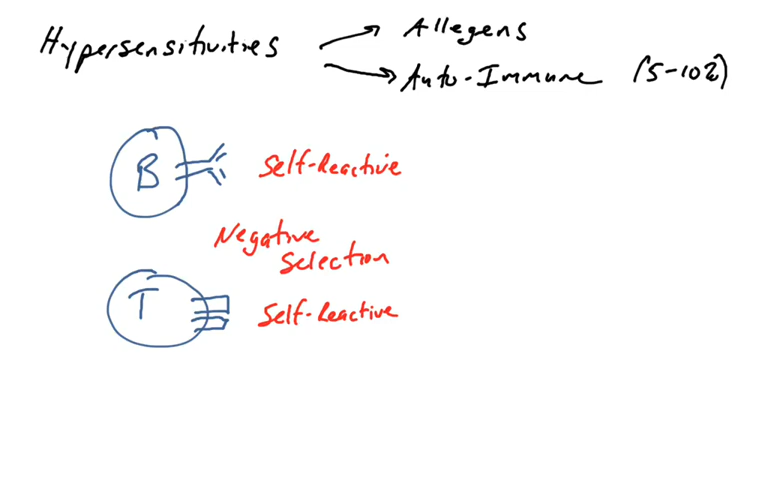 Hypersensitivities
Allegens
Auto-Immune (5-10%)
B
Self-Reactive
Negative
Selection
T
Self-Reactive